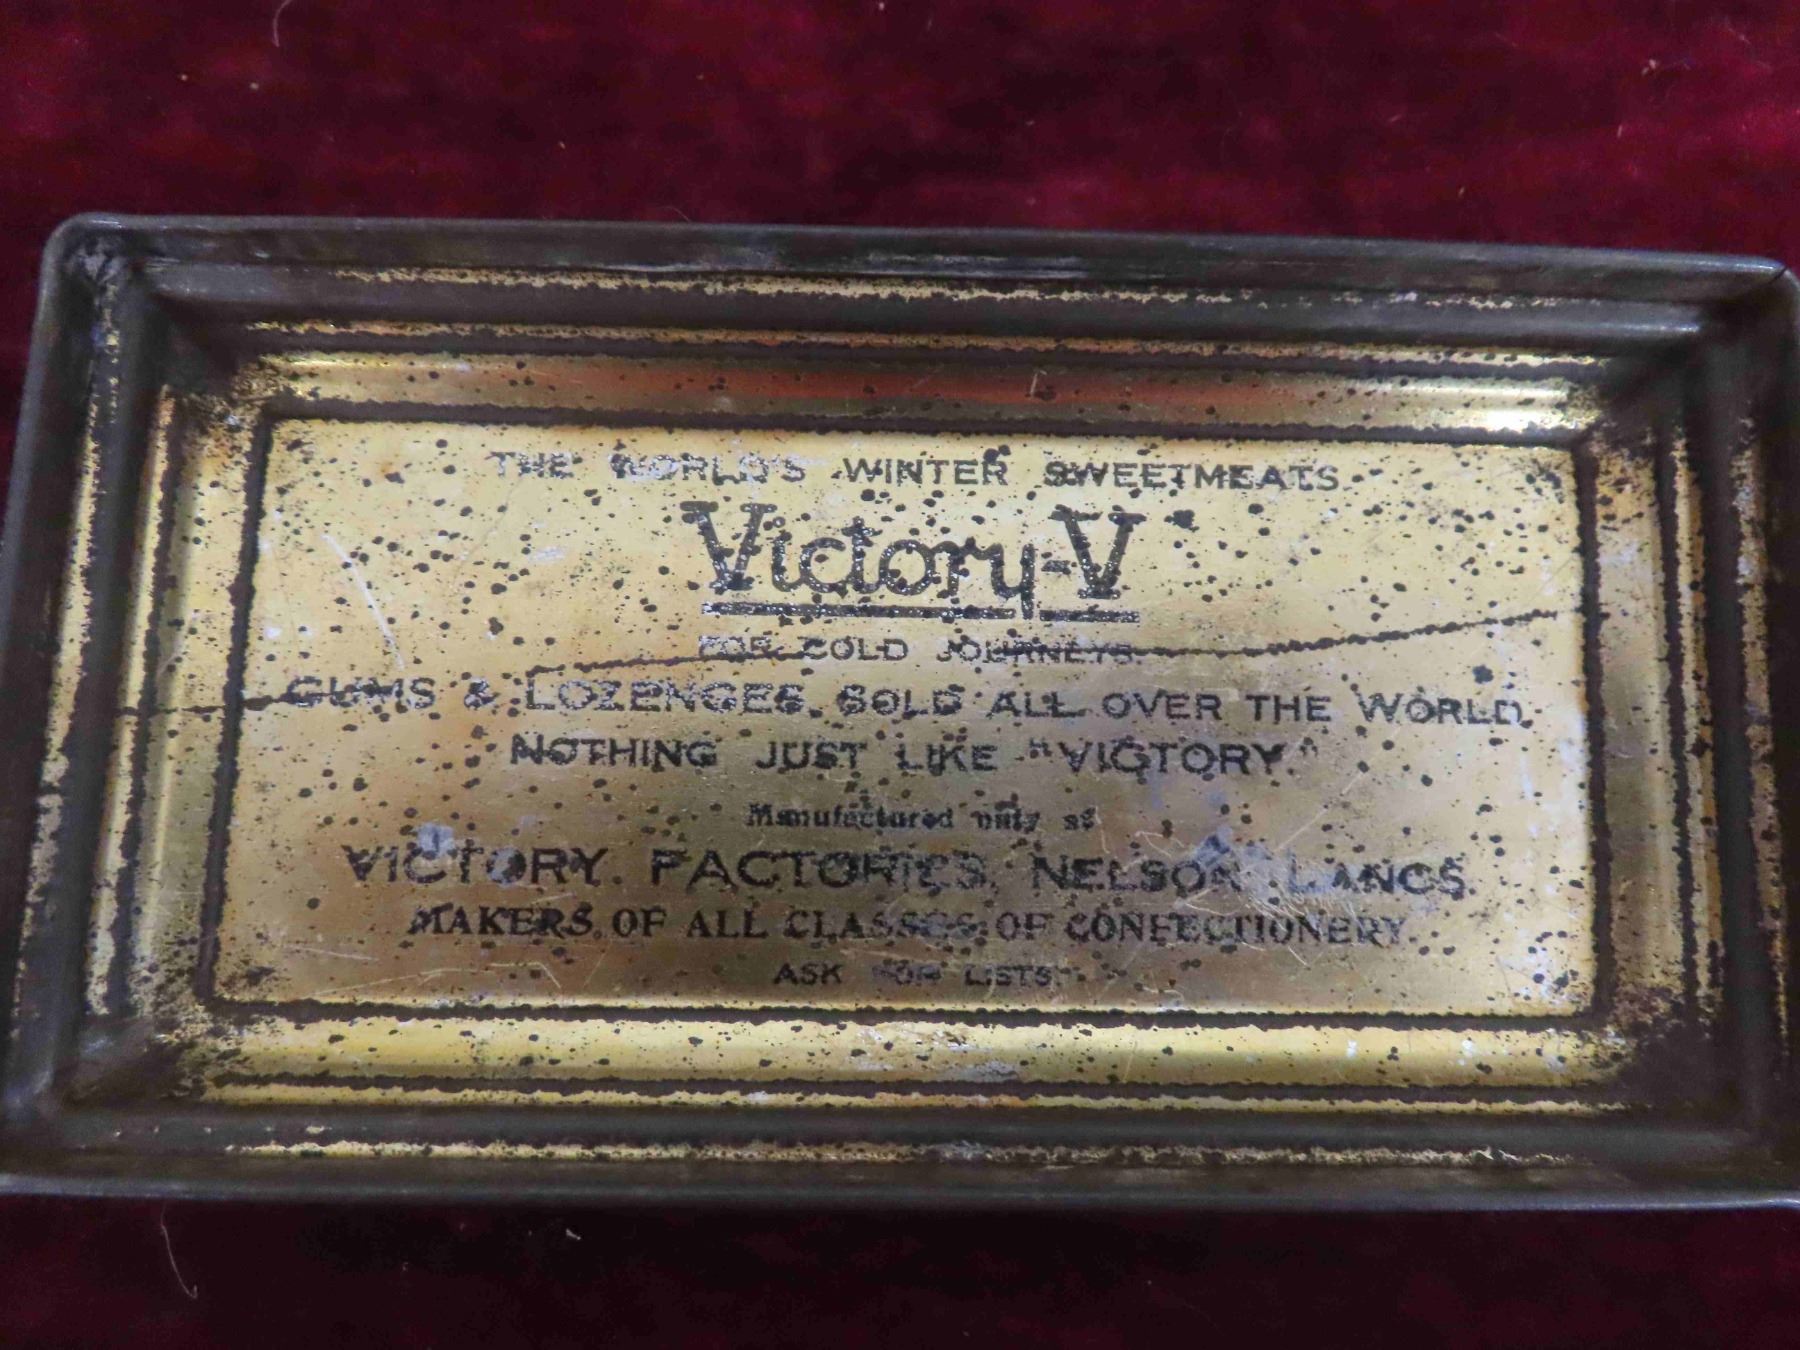 THE WORLD'S WINTER SWEETMEATS
Victory-V
FOR COLD JOURNEYS.
GUMS & LOZENGES, SOLD ALL OVER THE WORLD.
NOTHING JUST LIKE "VICTORY."
Manufactured only at
VICTORY FACTORIES, NELSON LANCS.
MAKERS OF ALL CLASSES OF CONFECTIONERY.
ASK FOR LISTS.